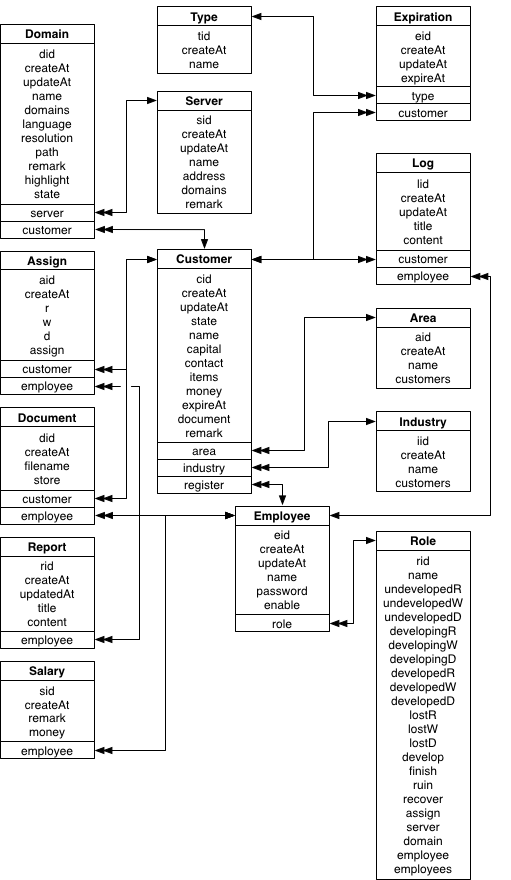 Domain
did
createAt
updateAt
name
domains
language
resolution
path
remark
highlight
state
server
customer
Assign
aid
createAt
r
w
d
assign
customer
employee
Document
did
createAt
filename
store
customer
employee
Report
rid
createAt
updatedAt
title
content
employee
Salary
sid
createAt
remark
money
employee
Type
tid
createAt
name
Server
sid
createAt
updateAt
name
address
domains
remark
Customer
cid
createAt
updateAt
state
name
capital
contact
items
money
expireAt
document
remark
area
industry
register
Employee
eid
createAt
updateAt
name
password
enable
role
Expiration
eid
createAt
updateAt
expireAt
type
customer
Log
lid
createAt
updateAt
title
content
customer
employee
Area
aid
createAt
name
customers
Industry
iid
createAt
name
customers
Role
rid
name
undevelopedR
undevelopedW
undevelopedD
developingR
developingW
developingD
developedR
developedW
developedD
lostR
lostW
lostD
develop
finish
ruin
recover
assign
server
domain
employee
employees